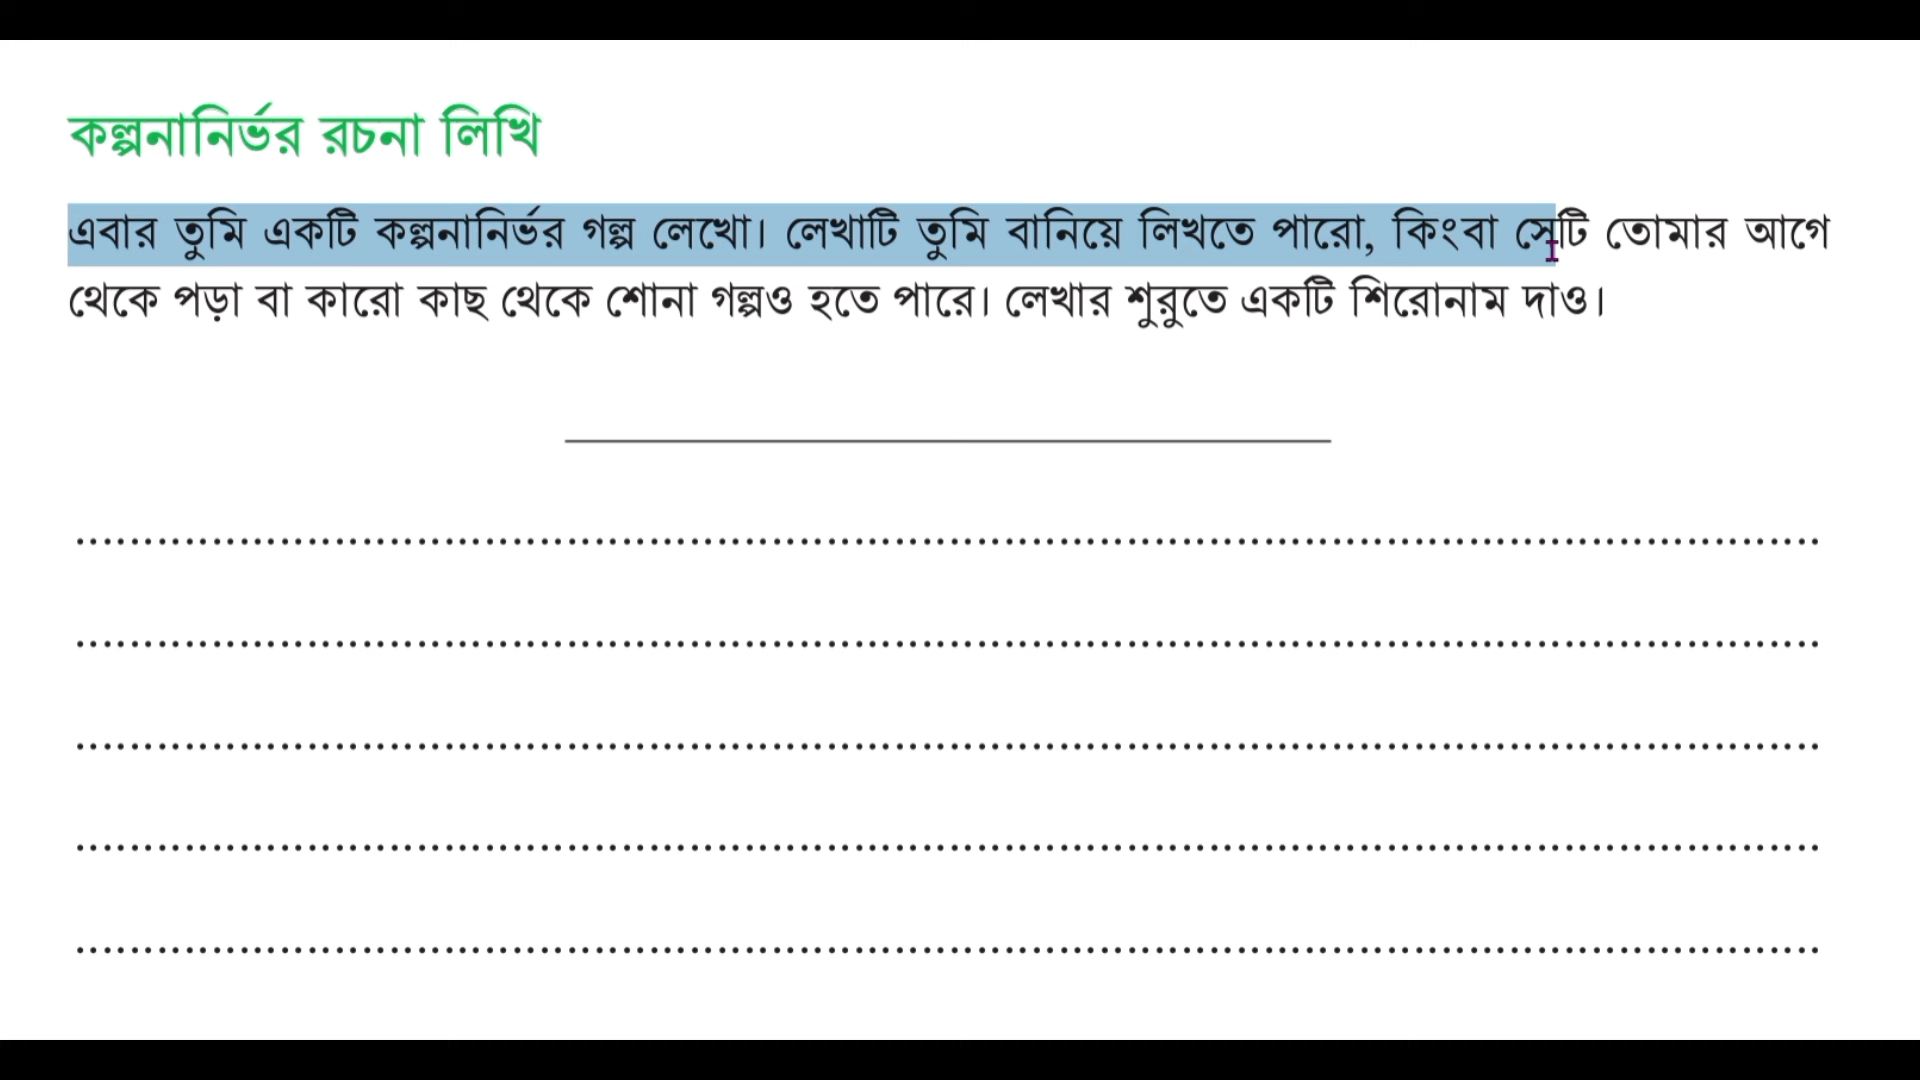 কল্পনানির্ভর রচনা লিখি
এবার তুমি একটি কল্পনানির্ভর গল্প লেখো। লেখাটি তুমি বানিয়ে লিখতে পারো, কিংবা সেটি তোমার আগে
থেকে পড়া বা কারো কাছ থেকে শোনা গল্পও হতে পারে। লেখার শুরুতে একটি শিরোনাম দাও।